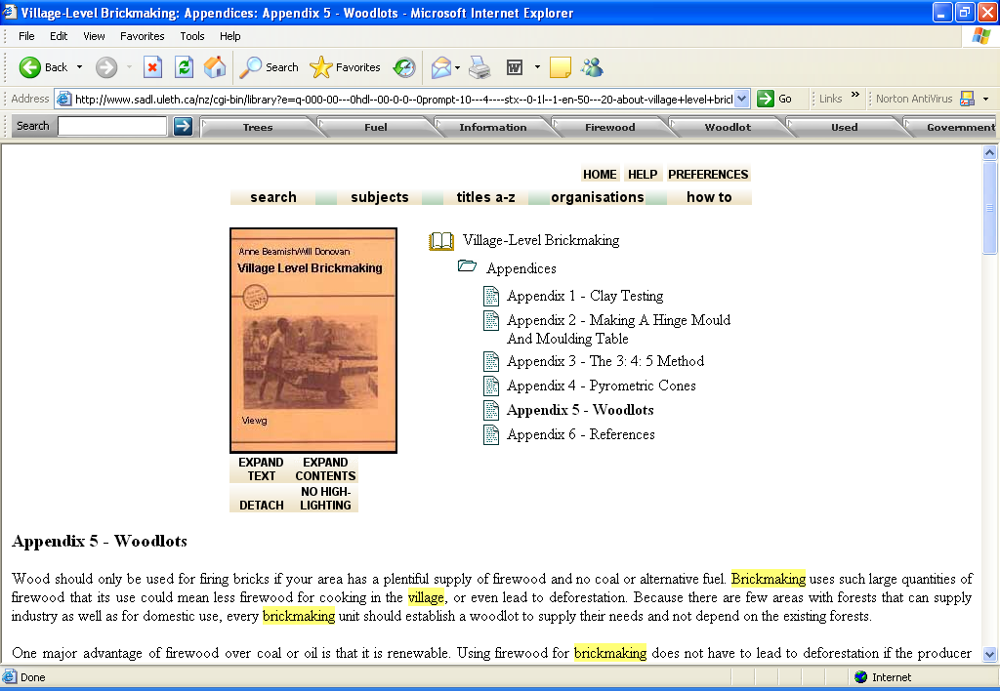 Village-Level Brickmaking: Appendices: Appendix 5 - Woodlots - Microsoft Internet Explorer
File Edit View Favorites Tools Help
Back Search Favorites
Address http://www.sadl.uleth.ca/nz/cgi-bin/library?e=q-000-00---0hdl--00-0-0--0prompt-10---4----stx--0-1l--1-en-50---20-about-village+level+bricl Go Links » Norton AntiVirus
Search Trees Fuel Information Firewood Woodlot Used Government
HOME HELP PREFERENCES
search subjects titles a-z organisations how to
Anne Beamish/Will Donovan
Village Level Brickmaking
Viewg
Village-Level Brickmaking
Appendices
Appendix 1 - Clay Testing
Appendix 2 - Making A Hinge Mould
And Moulding Table
Appendix 3 - The 3: 4: 5 Method
Appendix 4 - Pyrometric Cones
Appendix 5 - Woodlots
Appendix 6 - References
EXPAND TEXT
EXPAND CONTENTS
DETACH
NO HIGH-LIGHTING
Appendix 5 - Woodlots
Wood should only be used for firing bricks if your area has a plentiful supply of firewood and no coal or alternative fuel. Brickmaking uses such large quantities of
firewood that its use could mean less firewood for cooking in the village, or even lead to deforestation. Because there are few areas with forests that can supply
industry as well as for domestic use, every brickmaking unit should establish a woodlot to supply their needs and not depend on the existing forests.
One major advantage of firewood over coal or oil is that it is renewable. Using firewood for brickmaking does not have to lead to deforestation if the producer
Done Internet